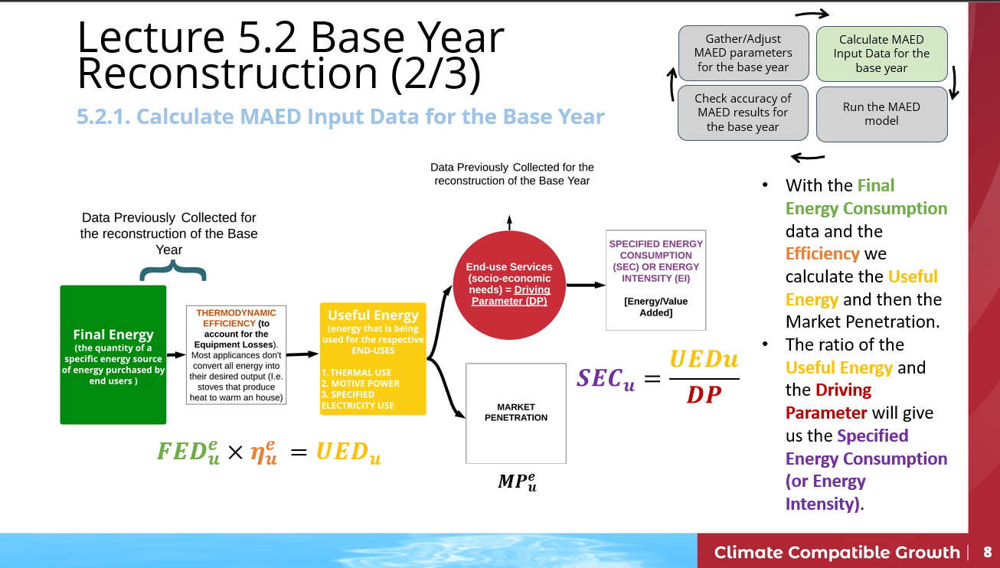 Lecture 5.2 Base Year
Reconstruction (2/3)
5.2.1. Calculate MAED Input Data for the Base Year
Gather/Adjust
MAED parameters
for the base year
Calculate MAED
Input Data for the
base year
Check accuracy of
MAED results for
the base year
Run the MAED
model
Data Previously Collected for
the reconstruction of the Base
Year
Final Energy
(the quantity of a
specific energy source
of energy purchased by
end users )
THERMODYNAMIC
EFFICIENCY (to
account for the
Equipment Losses).
Most applicances don't
convert all energy into
their desired output (I.e.
stoves that produce
heat to warm an house)
Useful Energy
(energy that is being
used for the respective
END-USES
1. THERMAL USE
2. MOTIVE POWER
3. SPECIFIED
ELECTRICITY USE
FED_u^e × η_u^e = UED_u
Data Previously Collected for the
reconstruction of the Base Year
End-use Services
(socio-economic
needs) = Driving
Parameter (DP)
SPECIFIED ENERGY
CONSUMPTION
(SEC) OR ENERGY
INTENSITY (EI)
[Energy/Value
Added]
MARKET
PENETRATION
MP_u^e
SEC_u = UEDu / DP
• With the Final
Energy Consumption
data and the
Efficiency we
calculate the Useful
Energy and then the
Market Penetration.
• The ratio of the
Useful Energy and
the Driving
Parameter will give
us the Specified
Energy Consumption
(or Energy
Intensity).
Climate Compatible Growth | 8